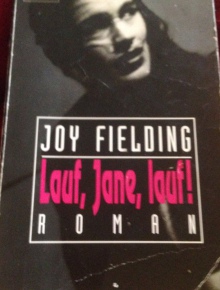 JOY FIELDING
Lauf, Jane, lauf!
ROMAN